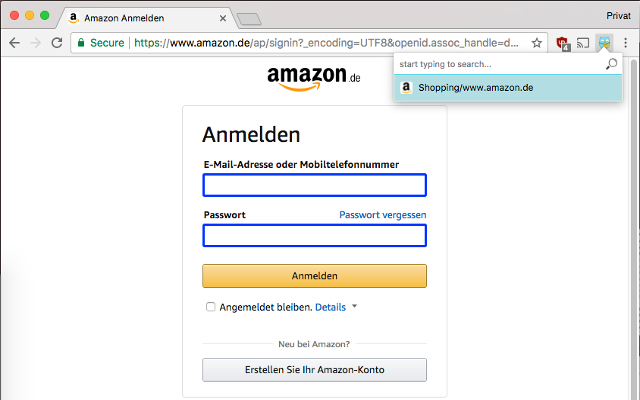 Amazon Anmelden
Privat
Secure
https://www.amazon.de/ap/signin?_encoding=UTF8&openid.assoc_handle=d...
4
start typing to search...
Shopping/www.amazon.de
amazon.de
Anmelden
E-Mail-Adresse oder Mobiltelefonnummer
Passwort Passwort vergessen
Anmelden
Angemeldet bleiben. Details
Neu bei Amazon?
Erstellen Sie Ihr Amazon-Konto